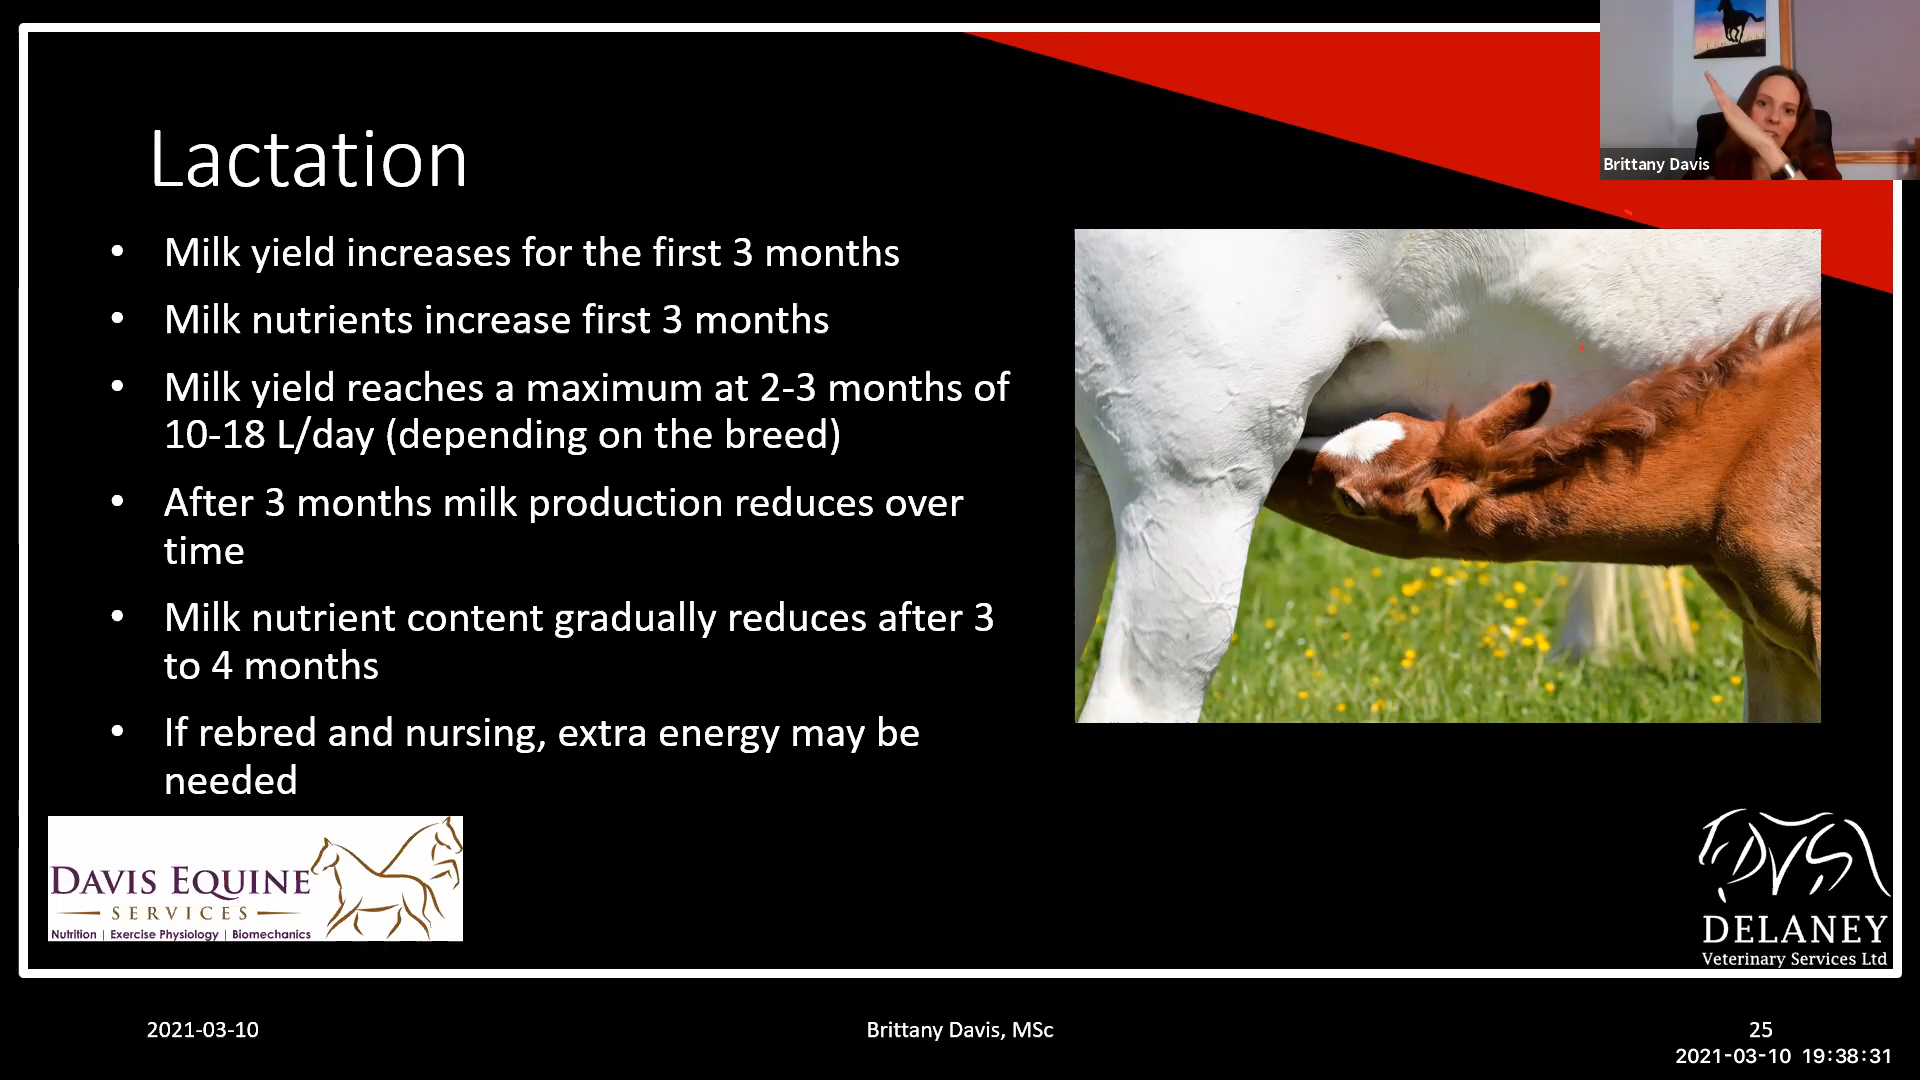 Brittany Davis
Lactation
• Milk yield increases for the first 3 months
• Milk nutrients increase first 3 months
• Milk yield reaches a maximum at 2-3 months of
10-18 L/day (depending on the breed)
• After 3 months milk production reduces over
time
• Milk nutrient content gradually reduces after 3
to 4 months
• If rebred and nursing, extra energy may be
needed
DAVIS EQUINE
SERVICES
Nutrition | Exercise Physiology | Biomechanics
DVS
DELANEY
Veterinary Services Ltd
2021-03-10
Brittany Davis, MSc
25
2021-03-10 19:38:31